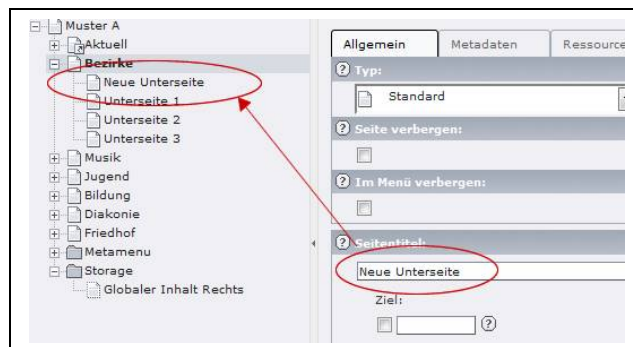 Muster A
Aktuell
Bezirke
Neue Unterseite
Unterseite 1
Unterseite 2
Unterseite 3
Musik
Jugend
Bildung
Diakonie
Friedhof
Metamenu
Storage
Globaler Inhalt Rechts
Allgemein Metadaten Ressource
Typ:
Standard
Seite verbergen:
Im Menü verbergen:
Seitentitel:
Neue Unterseite
Ziel: